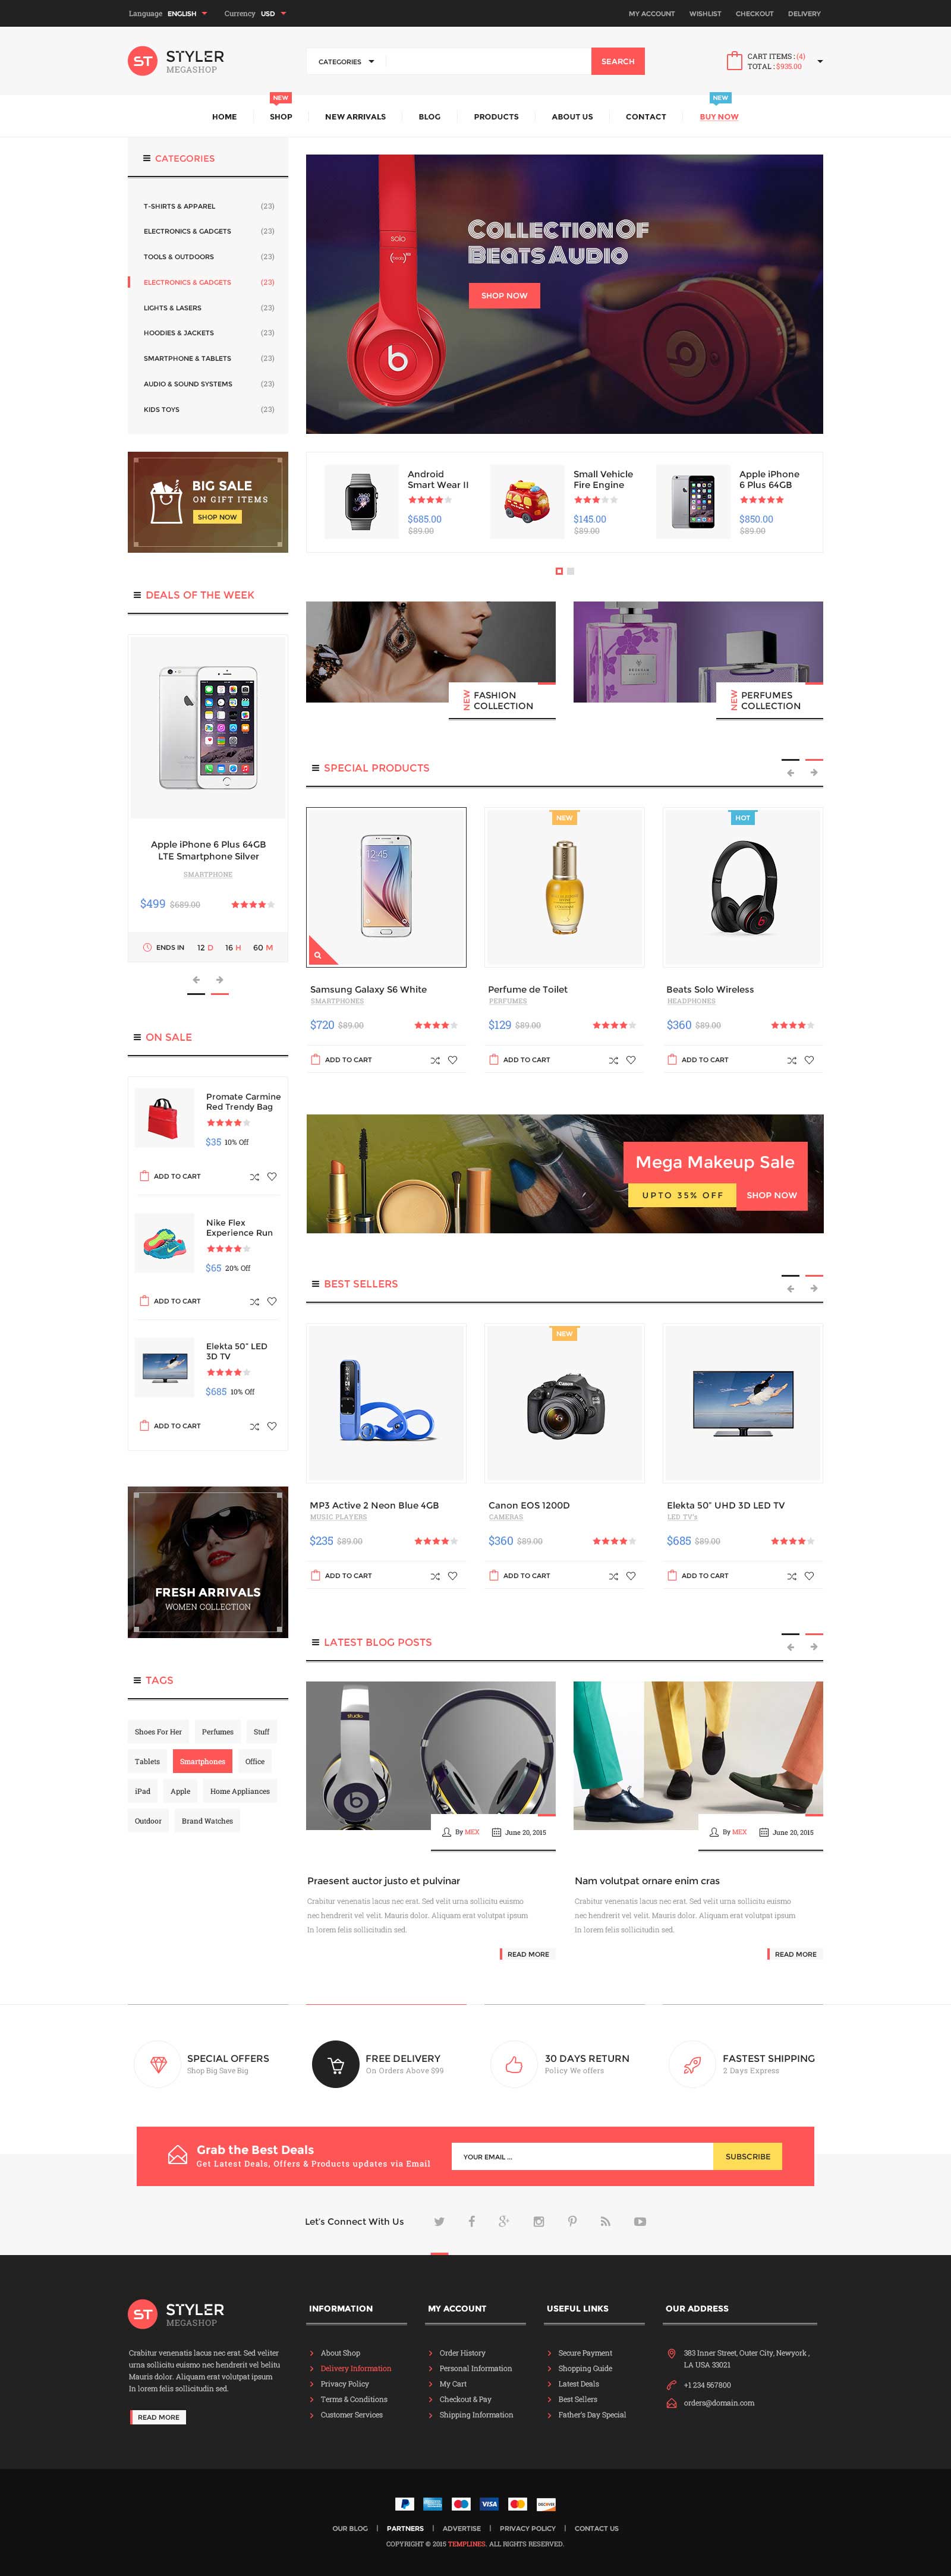 Language ENGLISH Currency USD
MY ACCOUNT WISHLIST CHECKOUT DELIVERY
ST STYLER
MEGASHOP
CATEGORIES SEARCH
CART ITEMS : (4)
TOTAL : $935.00
NEW NEW
HOME SHOP NEW ARRIVALS BLOG PRODUCTS ABOUT US CONTACT BUY NOW
CATEGORIES
T-SHIRTS & APPAREL (23)
ELECTRONICS & GADGETS (23)
TOOLS & OUTDOORS (23)
ELECTRONICS & GADGETS (23)
LIGHTS & LASERS (23)
HOODIES & JACKETS (23)
SMARTPHONE & TABLETS (23)
AUDIO & SOUND SYSTEMS (23)
KIDS TOYS (23)
solo
COLLECTION OF
BEATS AUDIO
SHOP NOW
BIG SALE
ON GIFT ITEMS
SHOP NOW
Android
Smart Wear II
$685.00
$89.00
Small Vehicle
Fire Engine
$145.00
$89.00
Apple iPhone
6 Plus 64GB
$850.00
$89.00
DEALS OF THE WEEK
Apple iPhone 6 Plus 64GB
LTE Smartphone Silver
SMARTPHONE
$499 $689.00
ENDS IN 12 D 16 H 60 M
NEW
FASHION
COLLECTION
NEW
PERFUMES
COLLECTION
SPECIAL PRODUCTS
12:45
Samsung Galaxy S6 White
SMARTPHONES
$720 $89.00
ADD TO CART
NEW
Perfume de Toilet
PERFUMES
$129 $89.00
ADD TO CART
HOT
Beats Solo Wireless
HEADPHONES
$360 $89.00
ADD TO CART
ON SALE
Promate Carmine
Red Trendy Bag
$35 10% Off
ADD TO CART
Nike Flex
Experience Run
$65 20% Off
ADD TO CART
Elekta 50" LED
3D TV
$685 10% Off
ADD TO CART
Mega Makeup Sale
UPTO 35% OFF
SHOP NOW
BEST SELLERS
MP3 Active 2 Neon Blue 4GB
MUSIC PLAYERS
$235 $89.00
ADD TO CART
NEW
Canon
Canon EOS 1200D
CAMERAS
$360 $89.00
ADD TO CART
Elekta 50" UHD 3D LED TV
LED TV's
$685 $89.00
ADD TO CART
FRESH ARRIVALS
WOMEN COLLECTION
TAGS
Shoes For Her Perfumes Stuff
Tablets Smartphones Office
iPad Apple Home Appliances
Outdoor Brand Watches
LATEST BLOG POSTS
studio
By MEX June 20, 2015
Praesent auctor justo et pulvinar
Crabitur venenatis lacus nec erat. Sed velit urna sollicitu euismo
nec hendrerit vel velit. Mauris dolor. Aliquam erat volutpat ipsum
In lorem felis sollicitudin sed.
READ MORE
By MEX June 20, 2015
Nam volutpat ornare enim cras
Crabitur venenatis lacus nec erat. Sed velit urna sollicitu euismo
nec hendrerit vel velit. Mauris dolor. Aliquam erat volutpat ipsum
In lorem felis sollicitudin sed.
READ MORE
SPECIAL OFFERS
Shop Big Save Big
FREE DELIVERY
On Orders Above $99
30 DAYS RETURN
Policy We offers
FASTEST SHIPPING
2 Days Express
Grab the Best Deals
Get Latest Deals, Offers & Products updates via Email
YOUR EMAIL ... SUBSCRIBE
Let's Connect With Us
ST STYLER
MEGASHOP
Crabitur venenatis lacus nec erat. Sed veliter
urna sollicitu euismo nec hendrerit vel belitu
Mauris dolor. Aliquam erat volutpat ipsum
In lorem felis sollicitudin sed.
READ MORE
INFORMATION
About Shop
Delivery Information
Privacy Policy
Terms & Conditions
Customer Services
MY ACCOUNT
Order History
Personal Information
My Cart
Checkout & Pay
Shipping Information
USEFUL LINKS
Secure Payment
Shopping Guide
Latest Deals
Best Sellers
Father's Day Special
OUR ADDRESS
383 Inner Street, Outer City, Newyork ,
LA USA 33021
+1 234 567800
orders@domain.com
VISA DISCOVER
OUR BLOG | PARTNERS | ADVERTISE | PRIVACY POLICY | CONTACT US
COPYRIGHT © 2015 TEMPLINES. ALL RIGHTS RESERVED.